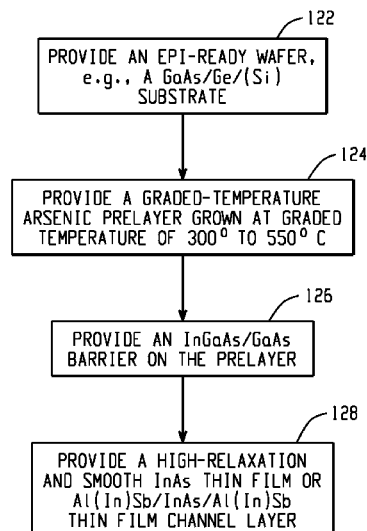 122
PROVIDE AN EPI-READY WAFER,
e.g., A GaAs/Ge/(Si)
SUBSTRATE
124
PROVIDE A GRADED-TEMPERATURE
ARSENIC PRELAYER GROWN AT GRADED
TEMPERATURE OF 300° TO 550° C
126
PROVIDE AN InGaAs/GaAs
BARRIER ON THE PRELAYER
128
PROVIDE A HIGH-RELAXATION
AND SMOOTH InAs THIN FILM OR
Al(In)Sb/InAs/Al(In)Sb
THIN FILM CHANNEL LAYER